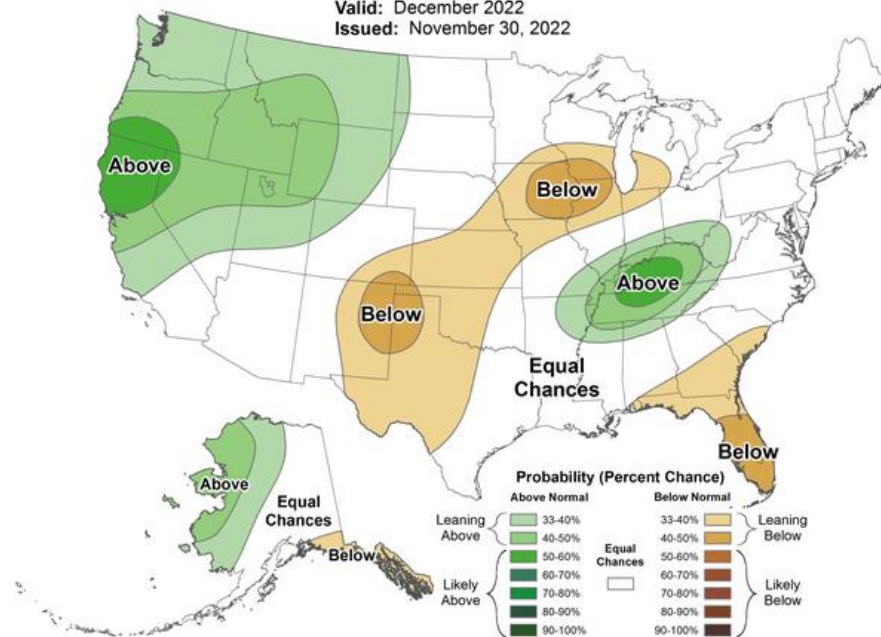 Valid: December 2022
Issued: November 30, 2022
Above
Below
Below
Above
Equal
Chances
Below
Above
Equal
Chances
Below
Probability (Percent Chance)
Above Normal
Below Normal
Leaning
Above
33-40%
40-50%
50-60%
60-70%
70-80%
80-90%
90-100%
Likely
Above
Equal
Chances
33-40%
40-50%
50-60%
60-70%
70-80%
80-90%
90-100%
Leaning
Below
Likely
Below